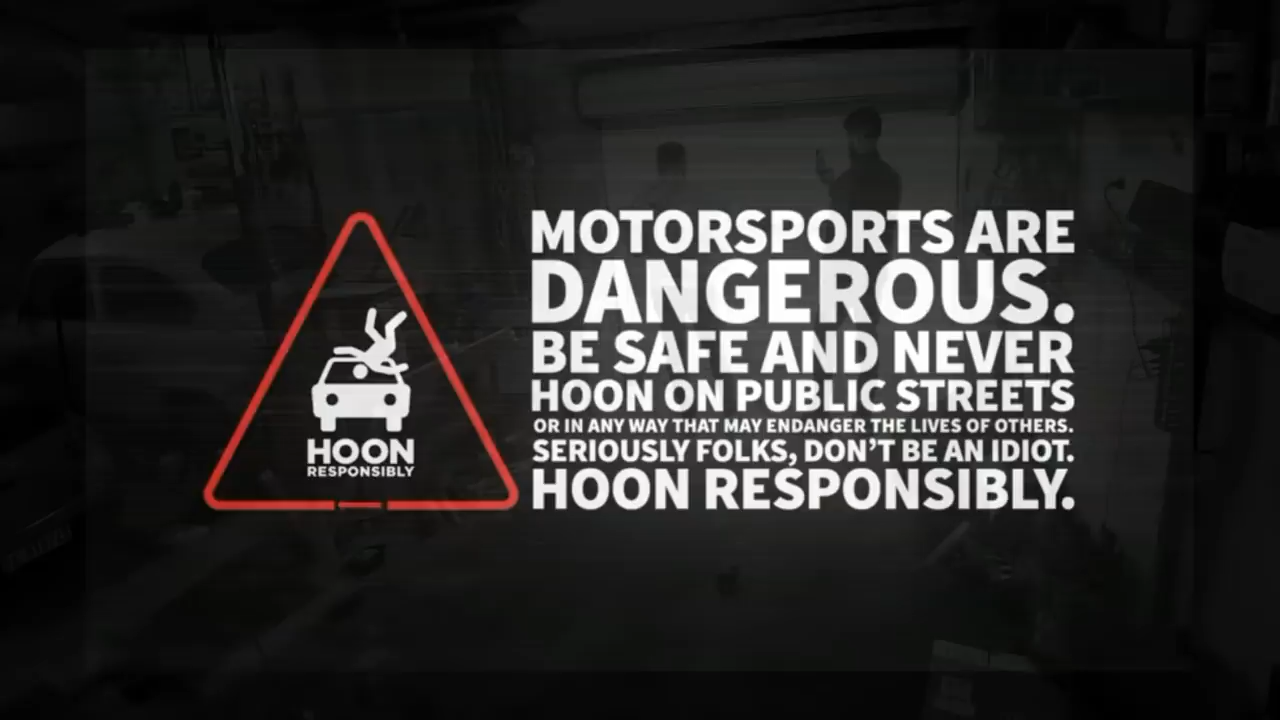 HOON
RESPONSIBLY
MOTORSPORTS ARE
DANGEROUS.
BE SAFE AND NEVER
HOON ON PUBLIC STREETS
OR IN ANY WAY THAT MAY ENDANGER THE LIVES OF OTHERS.
SERIOUSLY FOLKS, DON'T BE AN IDIOT.
HOON RESPONSIBLY.